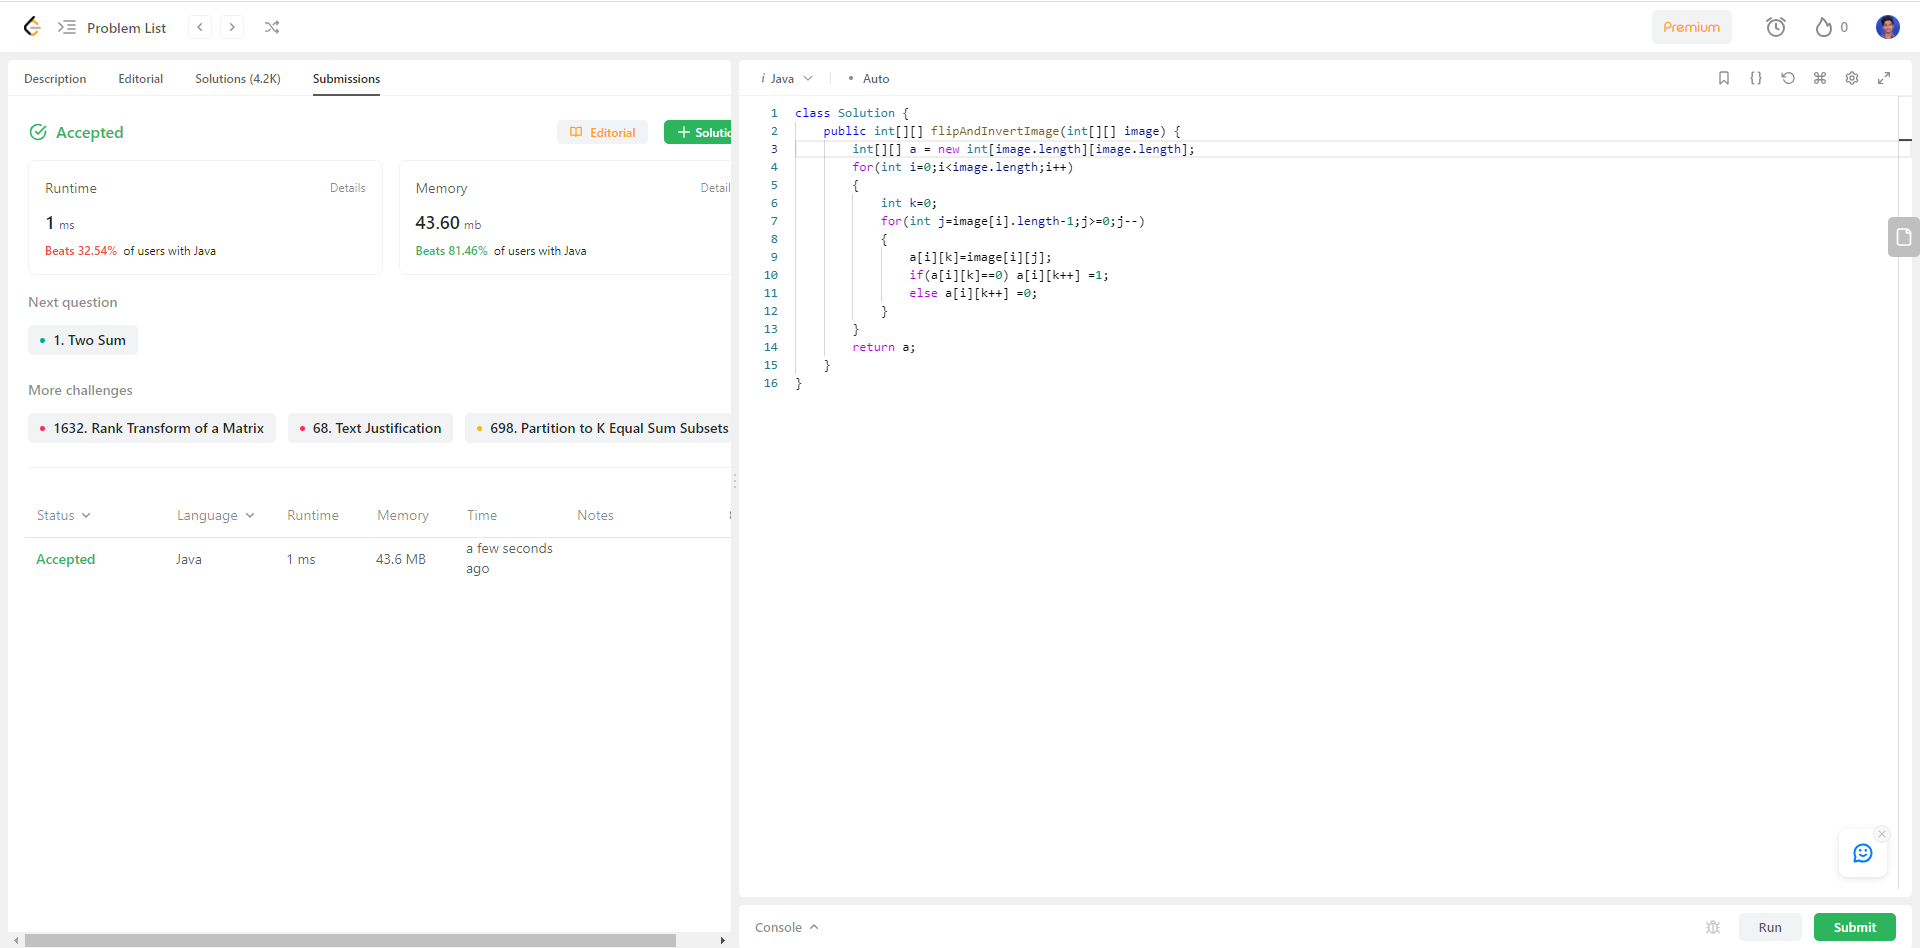 Problem List
Premium
0
Description Editorial Solutions (4.2K) Submissions
Accepted
Editorial
Solutio
Runtime Details
1 ms
Beats 32.54% of users with Java
Memory Detail
43.60 mb
Beats 81.46% of users with Java
Next question
1. Two Sum
More challenges
1632. Rank Transform of a Matrix
68. Text Justification
698. Partition to K Equal Sum Subsets
Status Language Runtime Memory Time Notes
Accepted Java 1 ms 43.6 MB a few seconds
ago
i Java Auto
1 class Solution {
2 public int[][] flipAndInvertImage(int[][] image) {
3 int[][] a = new int[image.length][image.length];
4 for(int i=0;i<image.length;i++)
5 {
6 int k=0;
7 for(int j=image[i].length-1;j>=0;j--)
8 {
9 a[i][k]=image[i][j];
10 if(a[i][k]==0) a[i][k++] =1;
11 else a[i][k++] =0;
12 }
13 }
14 return a;
15 }
16 }
Console
Run
Submit